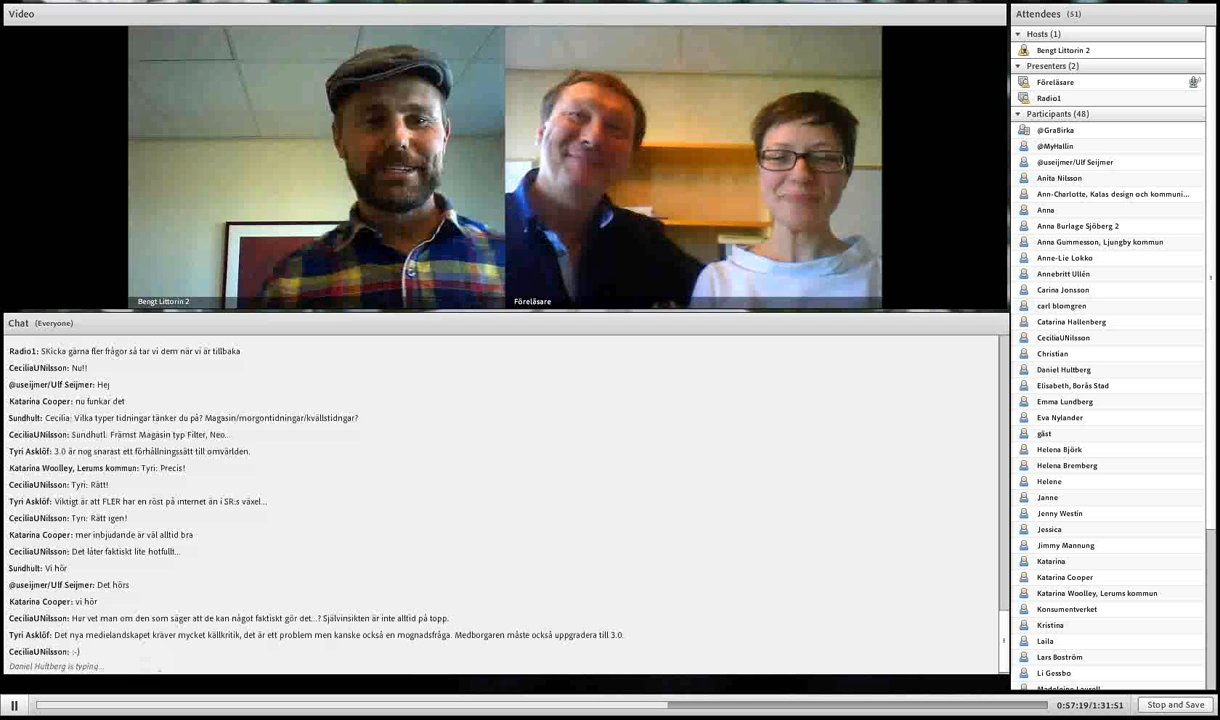 Video
Bengt Littorin 2
Föreläsare
Chat (Everyone)
Radio1: SKicka gärna fler frågor så tar vi dem när vi är tillbaka
CeciliaUNilsson: Nu!!
@useijmer/Ulf Seijmer: Hej
Katarina Cooper: nu funkar det
Sundhult: Cecilia: Vilka typer tidningar tänker du på? Magasin/morgontidningar/kvällstidngar?
CeciliaUNilsson: Sundhutl: Främst Magasin typ Filter, Neo...
Tyri Asklöf: 3.0 är nog snarast ett förhållningssätt till omvärlden.
Katarina Woolley, Lerums kommun: Tyri: Precis!
CeciliaUNilsson: Tyri: Rätt!
Tyri Asklöf: Viktigt är att FLER har en röst på internet än i SR:s växel...
CeciliaUNilsson: Tyri: Rätt igen!
Katarina Cooper: mer inbjudande är väl alltid bra
CeciliaUNilsson: Det låter faktiskt lite hotfullt...
Sundhult: Vi hör
@useijmer/Ulf Seijmer: Det hörs
Katarina Cooper: vi hör
CeciliaUNilsson: Hur vet man om den som säger att de kan något faktiskt gör det...? Självinsikten är inte alltid på topp.
Tyri Asklöf: Det nya medielandskapet kräver mycket källkritik, det är ett problem men kanske också en mognadsfråga. Medborgaren måste också uppgradera till 3.0.
CeciliaUNilsson: :-)
Daniel Hultberg is typing...
Attendees (51)
Hosts (1)
Bengt Littorin 2
Presenters (2)
Föreläsare
Radio1
Participants (48)
@GraBirka
@MyHallin
@useijmer/Ulf Seijmer
Anita Nilsson
Ann-Charlotte, Kalas design och kommuni...
Anna
Anna Burlage Sjöberg 2
Anna Gummesson, Ljungby kommun
Anne-Lie Lokko
Annebritt Ullén
Carina Jonsson
carl blomgren
Catarina Hallenberg
CeciliaUNilsson
Christian
Daniel Hultberg
Elisabeth, Borås Stad
Emma Lundberg
Eva Nylander
gäst
Helena Björk
Helena Bremberg
Helene
Janne
Jenny Westin
Jessica
Jimmy Mannung
Katarina
Katarina Cooper
Katarina Woolley, Lerums kommun
Konsumentverket
Kristina
Laila
Lars Boström
Li Gessbo
0:57:19/1:31:51
Stop and Save